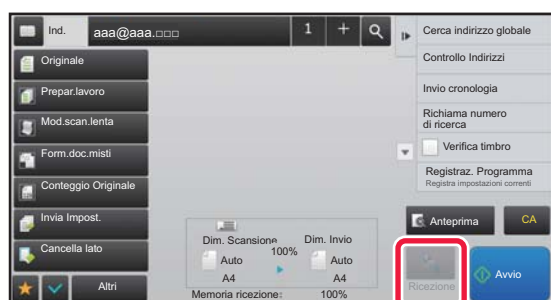 Ind.
aaa@aaa.□□□
1
+
Cerca indirizzo globale
Originale
Controllo Indirizzi
Prepar.lavoro
Invio cronologia
Mod.scan.lenta
Richiama numero
di ricerca
Form.doc.misti
Verifica timbro
Conteggio Originale
Registraz. Programma
Registra impostazioni correnti
Invia Impost.
Anteprima
CA
Cancella lato
Dim. Scansione
100%
Dim. Invio
Auto
Auto
A4
A4
Altri
Memoria ricezione:
100%
Ricezione
Avvio